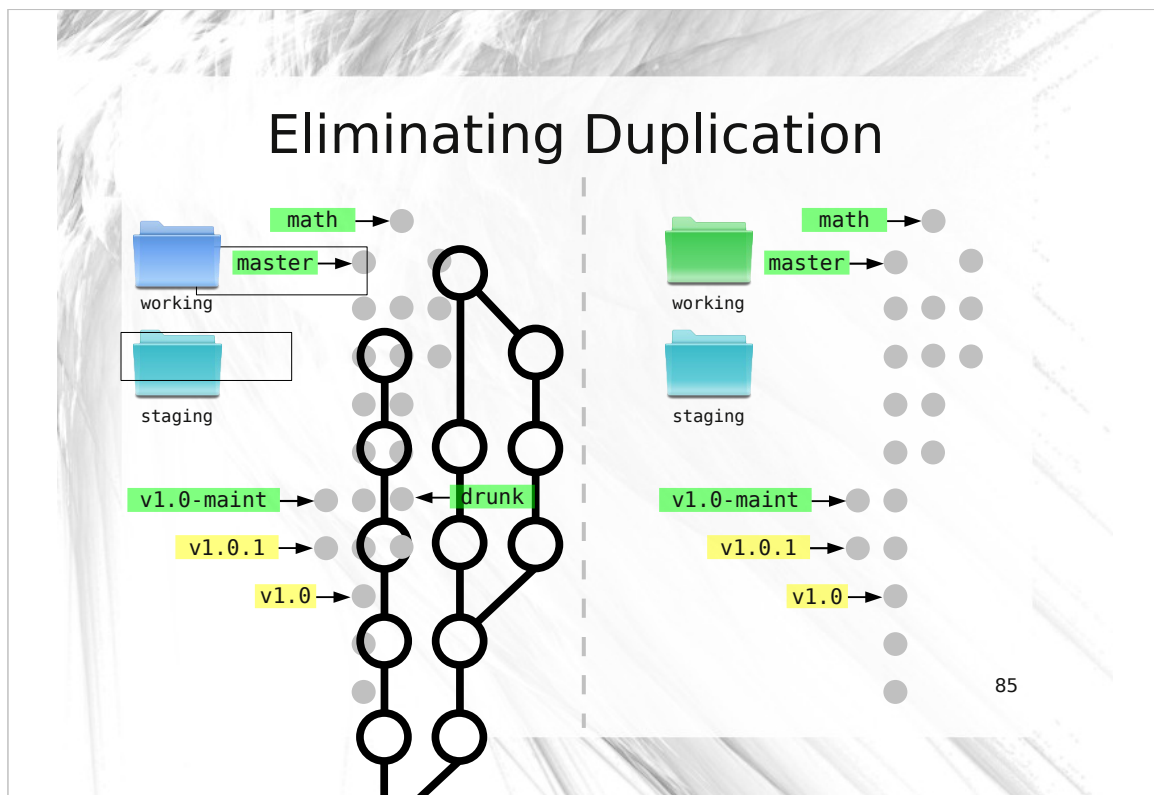 Eliminating Duplication
math
master
working
staging
v1.0-maint
drunk
v1.0.1
v1.0
math
master
working
staging
v1.0-maint
v1.0.1
v1.0
85